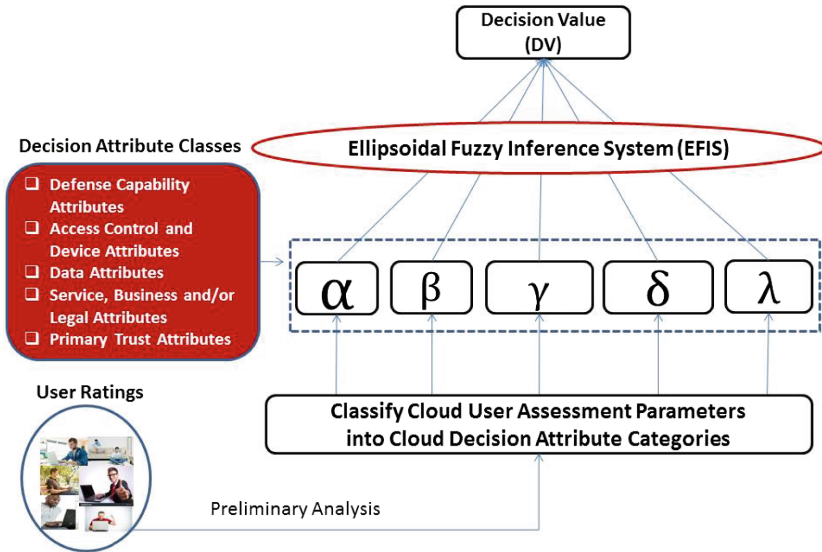 Decision Value
(DV)
Ellipsoidal Fuzzy Inference System (EFIS)
Decision Attribute Classes
Defense Capability
Attributes
Access Control and
Device Attributes
Data Attributes
Service, Business and/or
Legal Attributes
Primary Trust Attributes
α β γ δ λ
User Ratings
Classify Cloud User Assessment Parameters
into Cloud Decision Attribute Categories
Preliminary Analysis